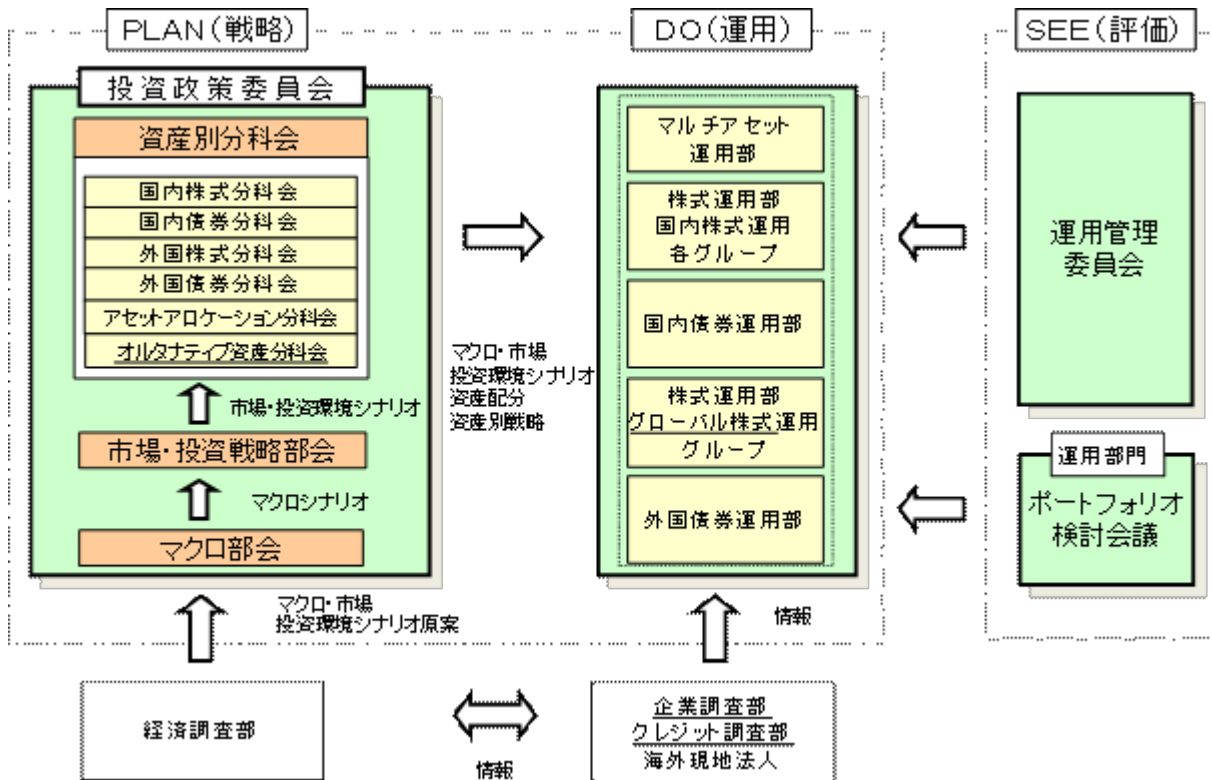 PLAN(戦略)
DO(運用)
SEE(評価)
投資政策委員会
資産別分科会
国内株式分科会
国内債券分科会
外国株式分科会
外国債券分科会
アセットアロケーション分科会
オルタナティブ資産分科会
市場・投資環境シナリオ
市場・投資戦略部会
マクロシナリオ
マクロ部会
マクロ・市場
投資環境シナリオ
資産配分
資産別戦略
マルチアセット
運用部
株式運用部
国内株式運用
各グループ
国内債券運用部
株式運用部
グローバル株式運用
グループ
外国債券運用部
運用管理
委員会
運用部門
ポートフォリオ
検討会議
マクロ・市場
投資環境シナリオ原案
情報
経済調査部
情報
企業調査部
クレジット調査部
海外現地法人